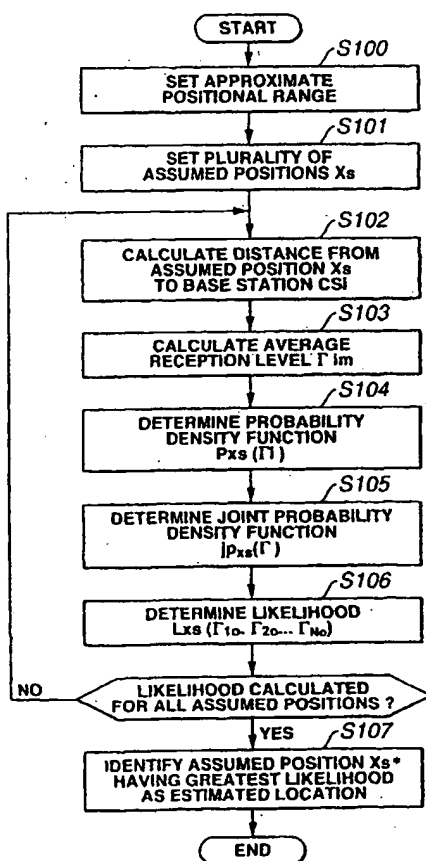 START
S100
SET APPROXIMATE
POSITIONAL RANGE
S101
SET PLURALITY OF
ASSUMED POSITIONS Xs
S102
CALCULATE DISTANCE FROM
ASSUMED POSITION Xs
TO BASE STATION CSi
S103
CALCULATE AVERAGE
RECEPTION LEVEL Γ im
S104
DETERMINE PROBABILITY
DENSITY FUNCTION
Pxs (Γi)
S105
DETERMINE JOINT PROBABILITY
DENSITY FUNCTION
jpxs(Γ)
S106
DETERMINE LIKELIHOOD
Lxs (Γ1o, Γ2o... ΓNo)
NO
LIKELIHOOD CALCULATED
FOR ALL ASSUMED POSITIONS ?
YES
S107
IDENTIFY ASSUMED POSITION Xs*
HAVING GREATEST LIKELIHOOD
AS ESTIMATED LOCATION
END